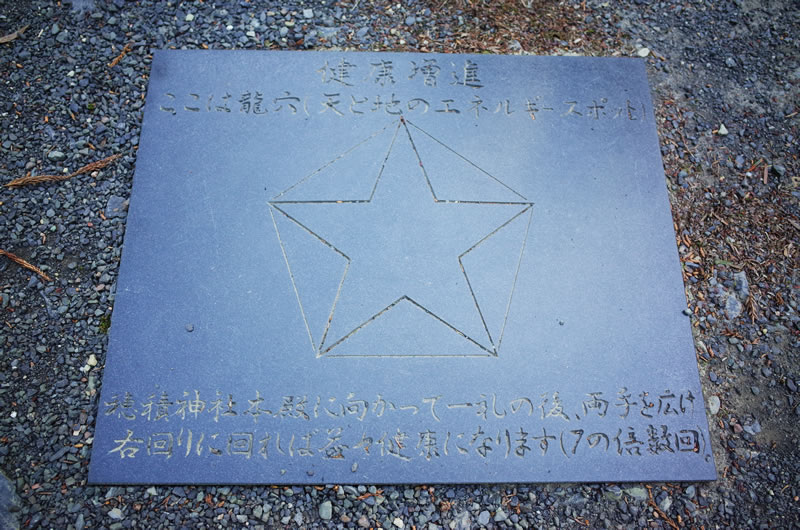 健康増進
ここは龍穴(天と地のエネルギースポット)
穂積神社本殿に向かって一礼の後、両手を広げ
右回りに回れば益々健康になります(7の倍数回)